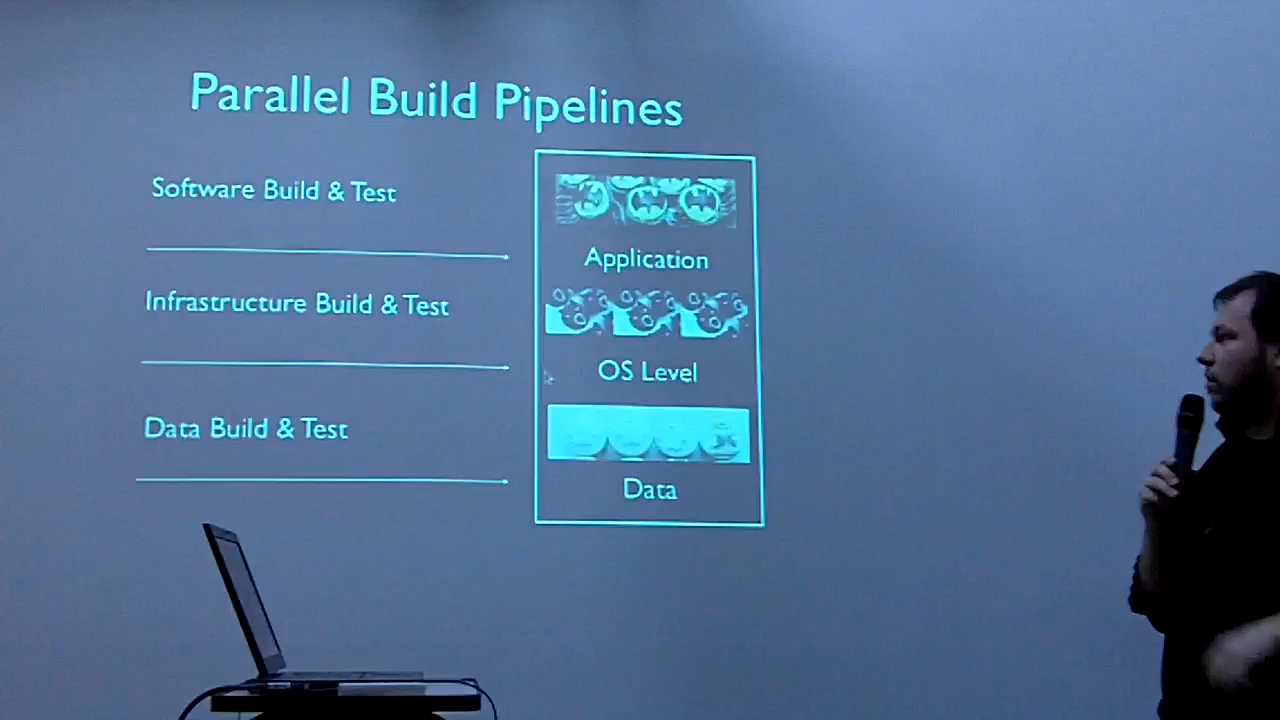 Parallel Build Pipelines
Software Build & Test
Application
Infrastructure Build & Test
OS Level
Data Build & Test
Data